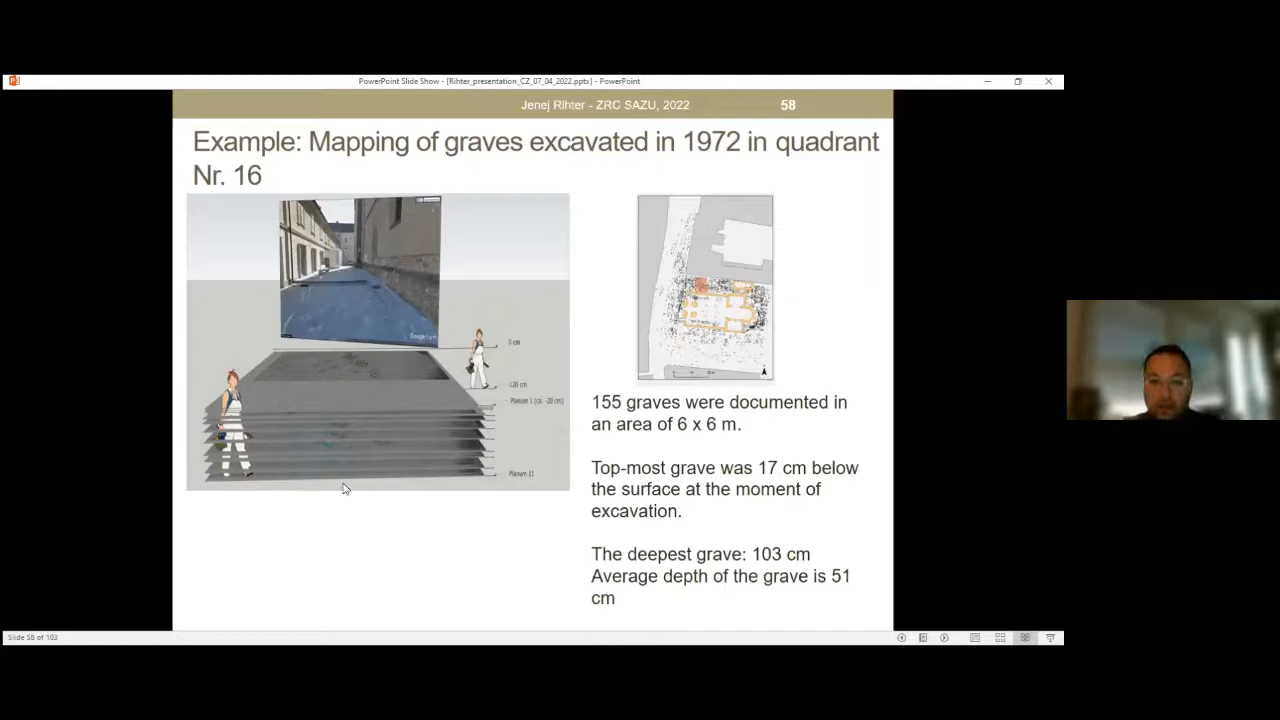 PowerPoint Slide Show - [Rihter_presentation_CZ_07_04_2022.pptx] - PowerPoint
Jenej Rihter - ZRC SAZU, 2022
58
Example: Mapping of graves excavated in 1972 in quadrant
Nr. 16
Google Earth
0 cm
-120 cm
Planum 1 (ca. -20 cm)
Planum 11
155 graves were documented in
an area of 6 x 6 m.
Top-most grave was 17 cm below
the surface at the moment of
excavation.
The deepest grave: 103 cm
Average depth of the grave is 51
cm
Slide 58 of 103